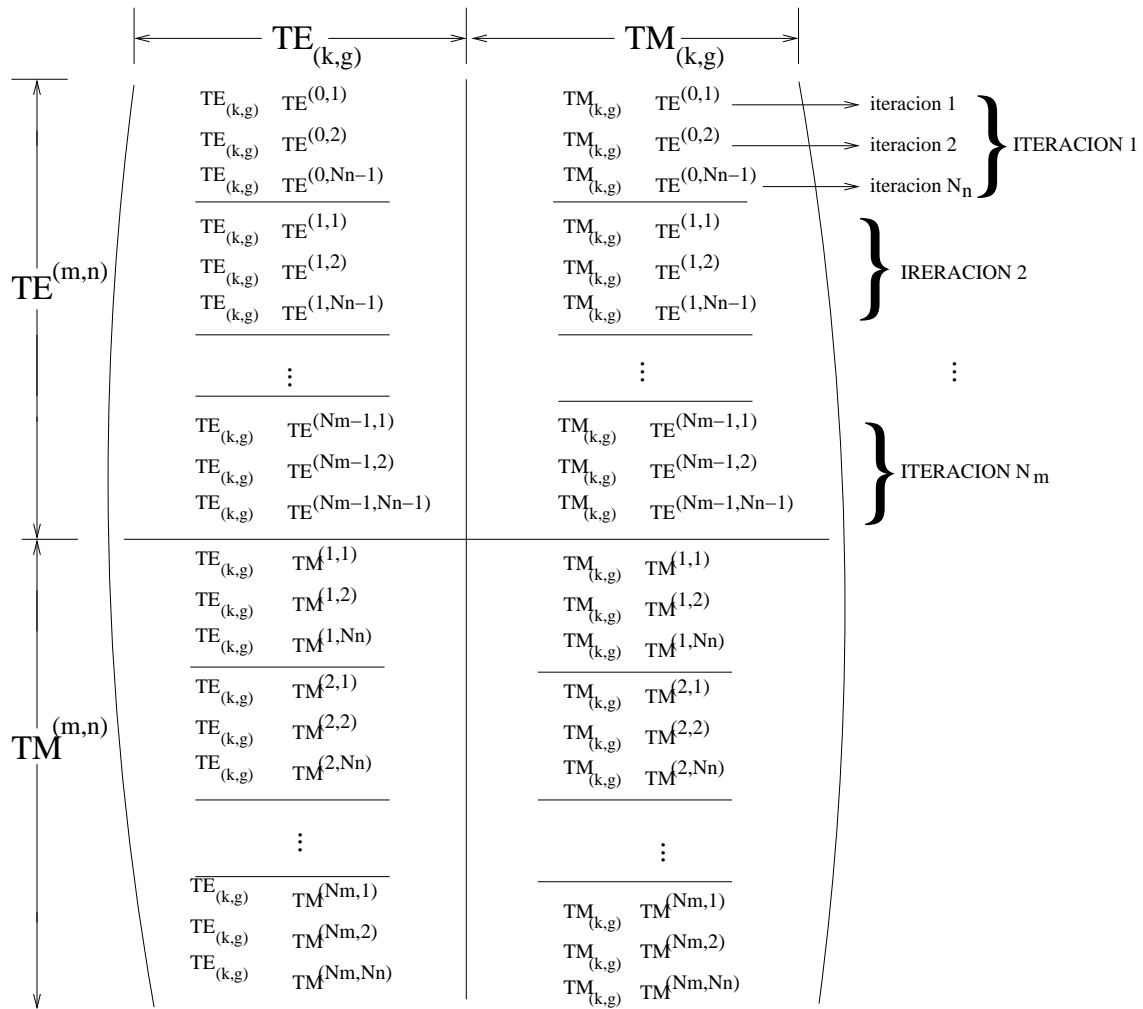 TE(k,g) TM(k,g)
TE(k,g) TE(0,1) TM(k,g) TE(0,1) iteracion 1
TE(k,g) TE(0,2) TM(k,g) TE(0,2) iteracion 2 ITERACION 1
TE(k,g) TE(0,Nn−1) TM(k,g) TE(0,Nn−1) iteracion Nn
TE(k,g) TE(1,1) TM(k,g) TE(1,1)
TE(m,n) TE(k,g) TE(1,2) TM(k,g) TE(1,2) IRERACION 2
TE(k,g) TE(1,Nn−1) TM(k,g) TE(1,Nn−1)
⋮ ⋮ ⋮
TE(k,g) TE(Nm−1,1) TM(k,g) TE(Nm−1,1)
TE(k,g) TE(Nm−1,2) TM(k,g) TE(Nm−1,2) ITERACION Nm
TE(k,g) TE(Nm−1,Nn−1) TM(k,g) TE(Nm−1,Nn−1)
TE(k,g) TM(1,1) TM(k,g) TM(1,1)
TE(k,g) TM(1,2) TM(k,g) TM(1,2)
TE(k,g) TM(1,Nn) TM(k,g) TM(1,Nn)
TE(k,g) TM(2,1) TM(k,g) TM(2,1)
TM(m,n) TE(k,g) TM(2,2) TM(k,g) TM(2,2)
TE(k,g) TM(2,Nn) TM(k,g) TM(2,Nn)
⋮ ⋮
TE(k,g) TM(Nm,1) TM(k,g) TM(Nm,1)
TE(k,g) TM(Nm,2) TM(k,g) TM(Nm,2)
TE(k,g) TM(Nm,Nn) TM(k,g) TM(Nm,Nn)